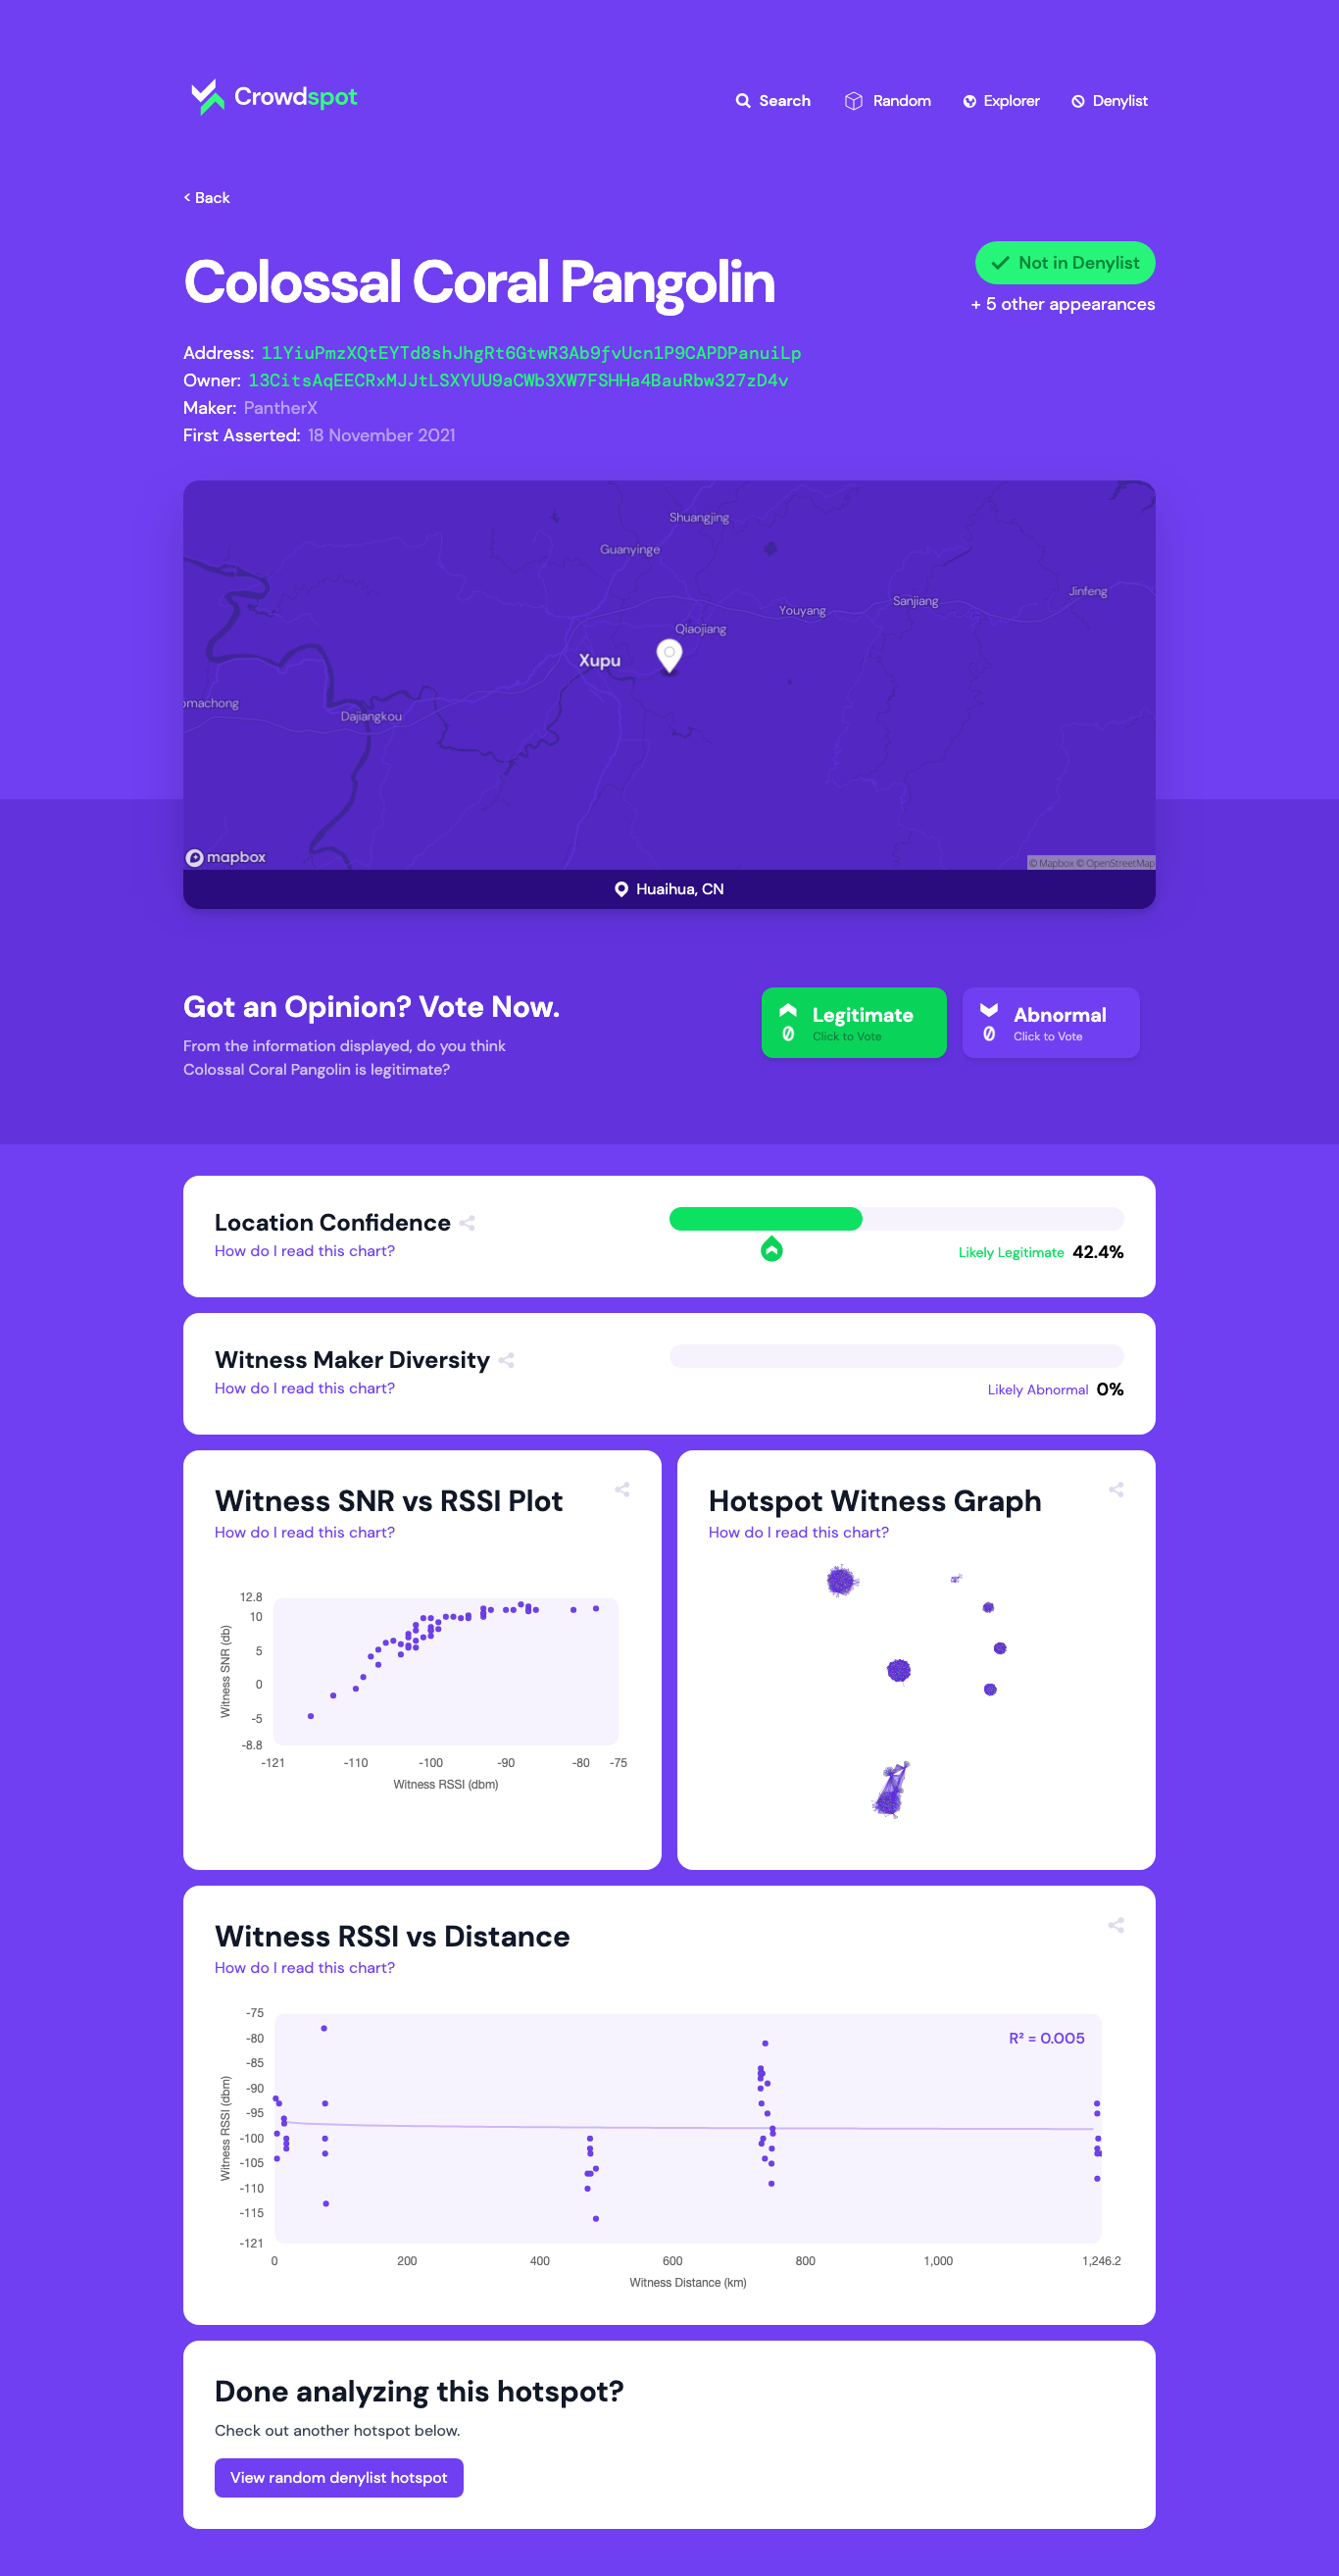 Crowdspot
Search
Random
Explorer
Denylist
< Back
Colossal Coral Pangolin
Not in Denylist
+ 5 other appearances
Address: 11YiuPmzXQtEYTd8shJhgRt6GtwR3Ab9fvUcn1P9CAPDPanuiLp
Owner: 13CitsAqEECRxMJJtLSXYUU9aCWb3XW7FSHHa4BauRbw327zD4v
Maker: PantherX
First Asserted: 18 November 2021
Shuangjing
Guanyinge
Jinfeng
Sanjiang
Youyang
Qiaojiang
Xupu
omachong
Dajiangkou
mapbox
© Mapbox © OpenStreetMap
Huaihua, CN
Got an Opinion? Vote Now.
From the information displayed, do you think
Colossal Coral Pangolin is legitimate?
0 Legitimate
Click to Vote
0 Abnormal
Click to Vote
Location Confidence
How do I read this chart?
Likely Legitimate 42.4%
Witness Maker Diversity
How do I read this chart?
Likely Abnormal 0%
Witness SNR vs RSSI Plot
How do I read this chart?
12.8
10
5
0
-5
-8.8
Witness SNR (db)
-121 -110 -100 -90 -80 -75
Witness RSSI (dbm)
Hotspot Witness Graph
How do I read this chart?
Witness RSSI vs Distance
How do I read this chart?
R² = 0.005
-75
-80
-85
-90
-95
-100
-105
-110
-115
-121
Witness RSSI (dbm)
0 200 400 600 800 1,000 1,246.2
Witness Distance (km)
Done analyzing this hotspot?
Check out another hotspot below.
View random denylist hotspot